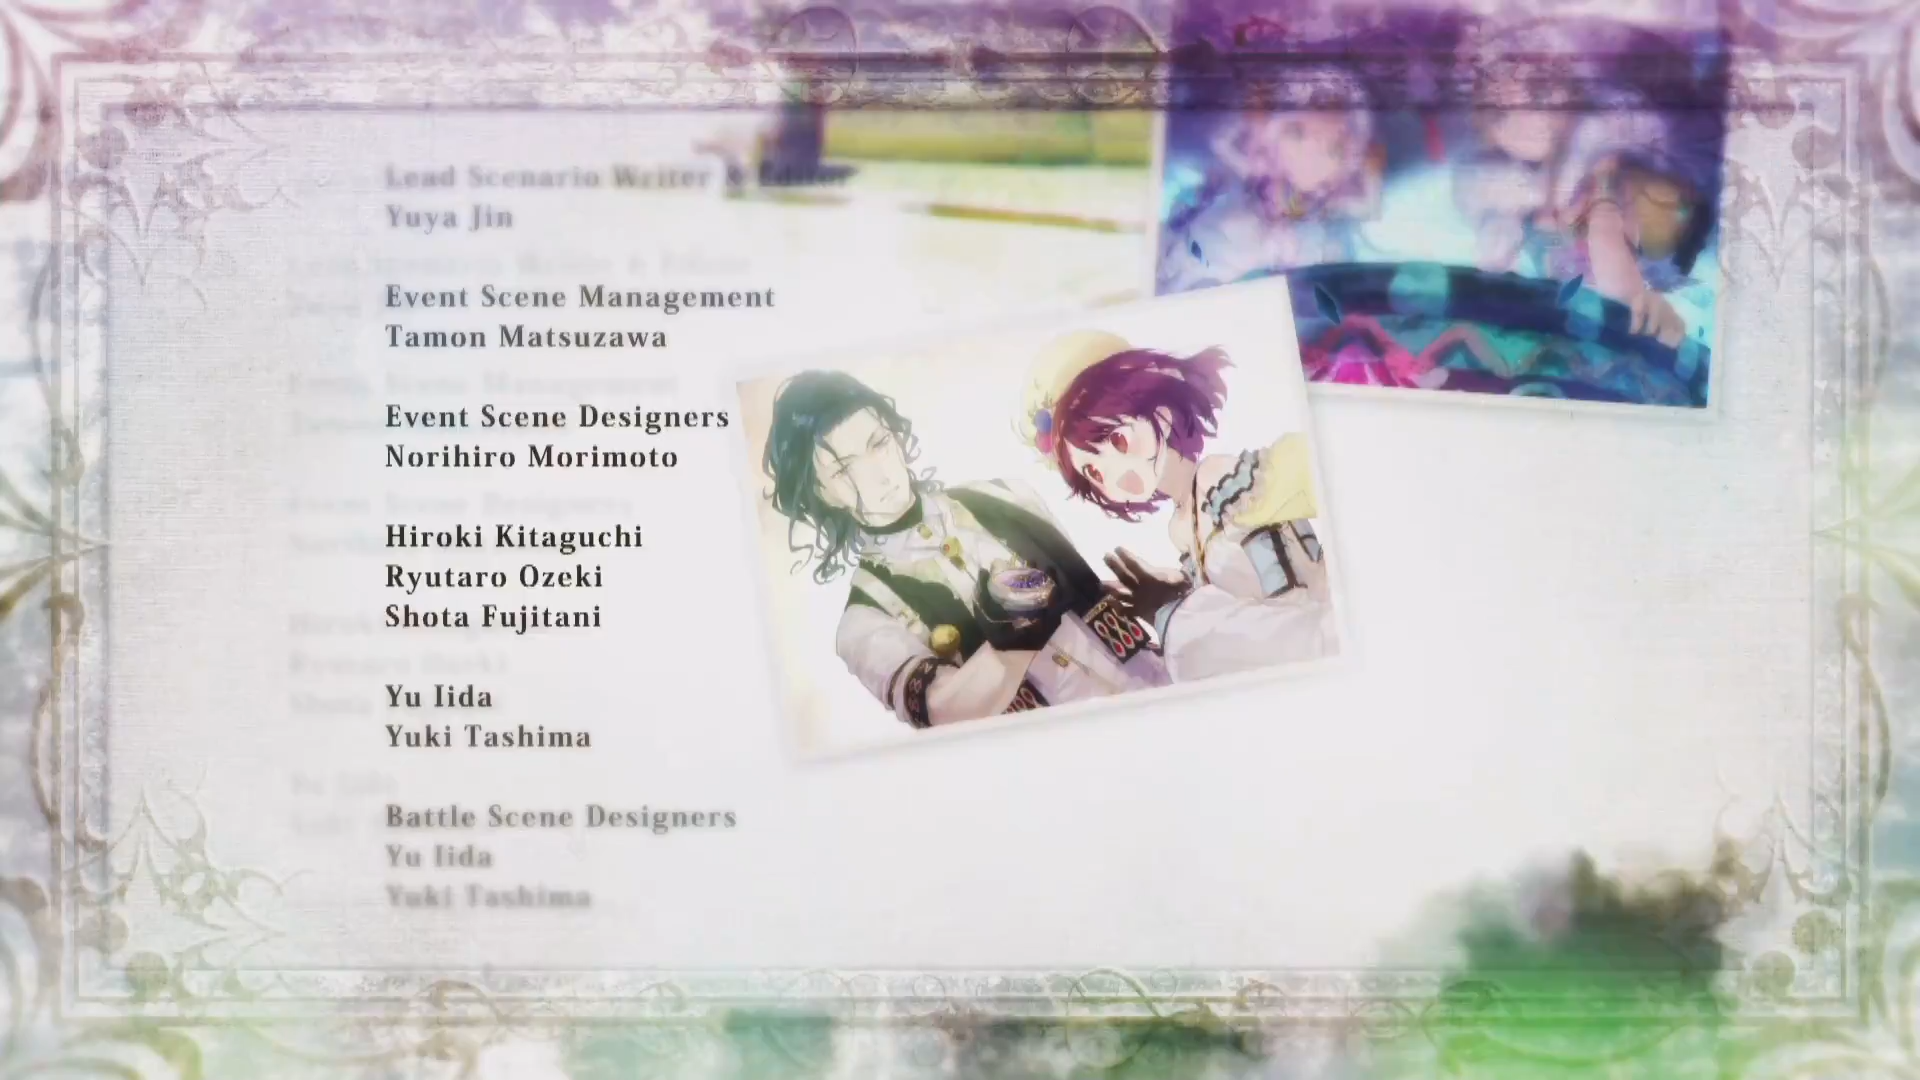 Lead Scenario Writer & Editor
Yuya Jin
Event Scene Management
Tamon Matsuzawa
Event Scene Designers
Norihiro Morimoto
Hiroki Kitaguchi
Ryutaro Ozeki
Shota Fujitani
Yu Iida
Yuki Tashima
Battle Scene Designers
Yu Iida
Yuki Tashima